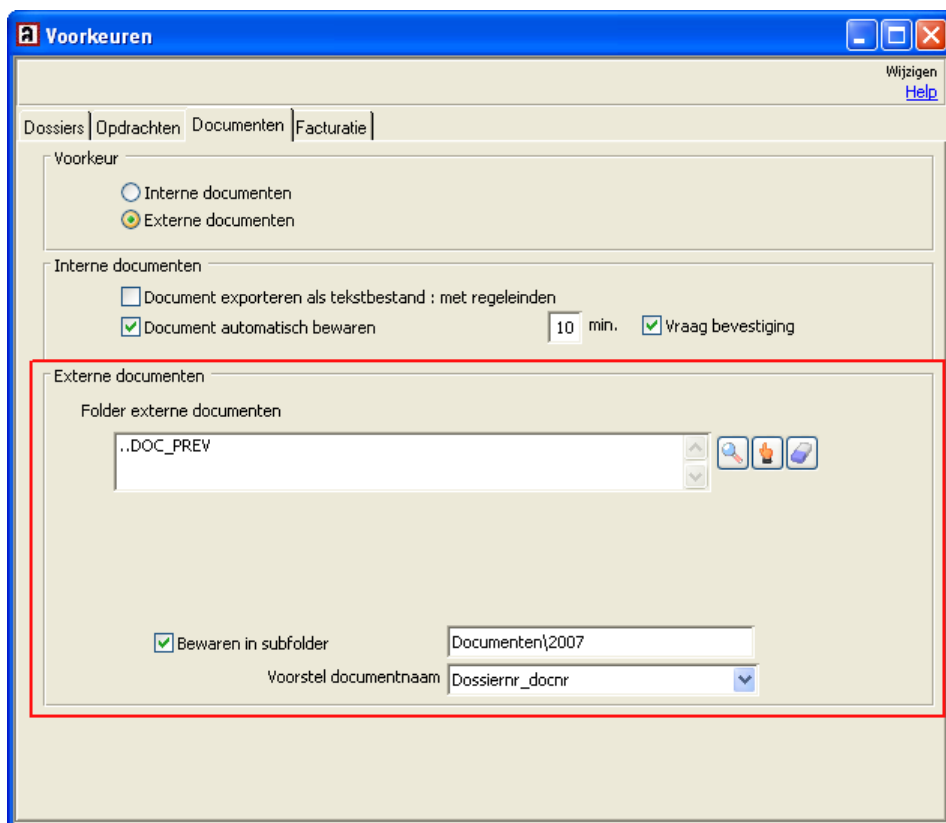 a Voorkeuren
Wijzigen
Help
Dossiers Opdrachten Documenten Facturatie
Voorkeur
Interne documenten
Externe documenten
Interne documenten
Document exporteren als tekstbestand : met regeleinden
Document automatisch bewaren 10 min. Vraag bevestiging
Externe documenten
Folder externe documenten
..DOC_PREV
Bewaren in subfolder Documenten\2007
Voorstel documentnaam Dossiernr_docnr